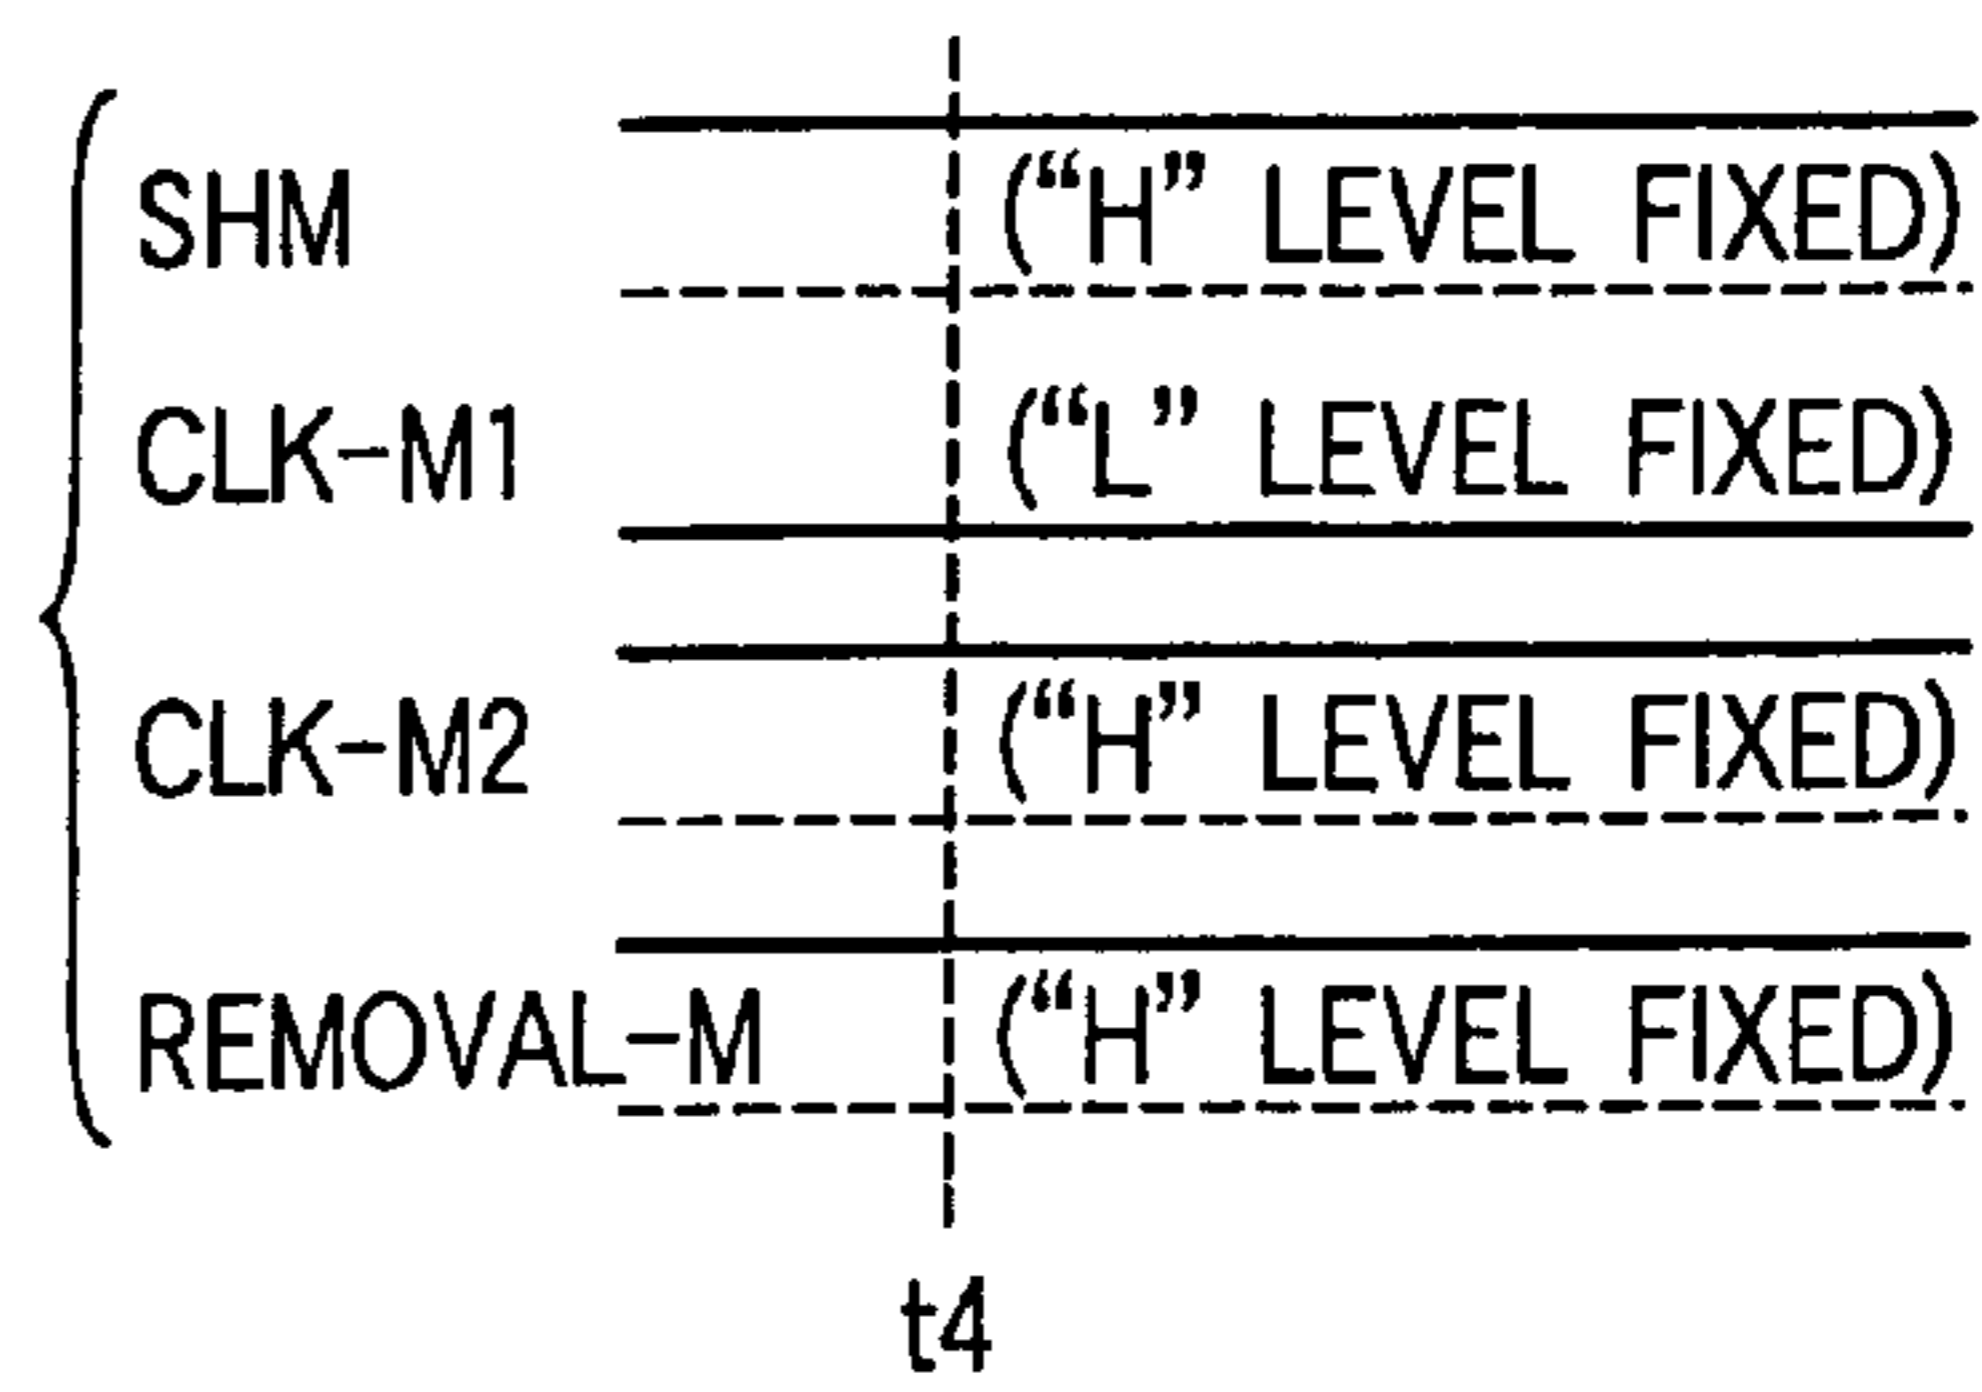 SHM (“H” LEVEL FIXED)
CLK-M1 (“L” LEVEL FIXED)
CLK-M2 (“H” LEVEL FIXED)
REMOVAL-M (“H” LEVEL FIXED)
t4